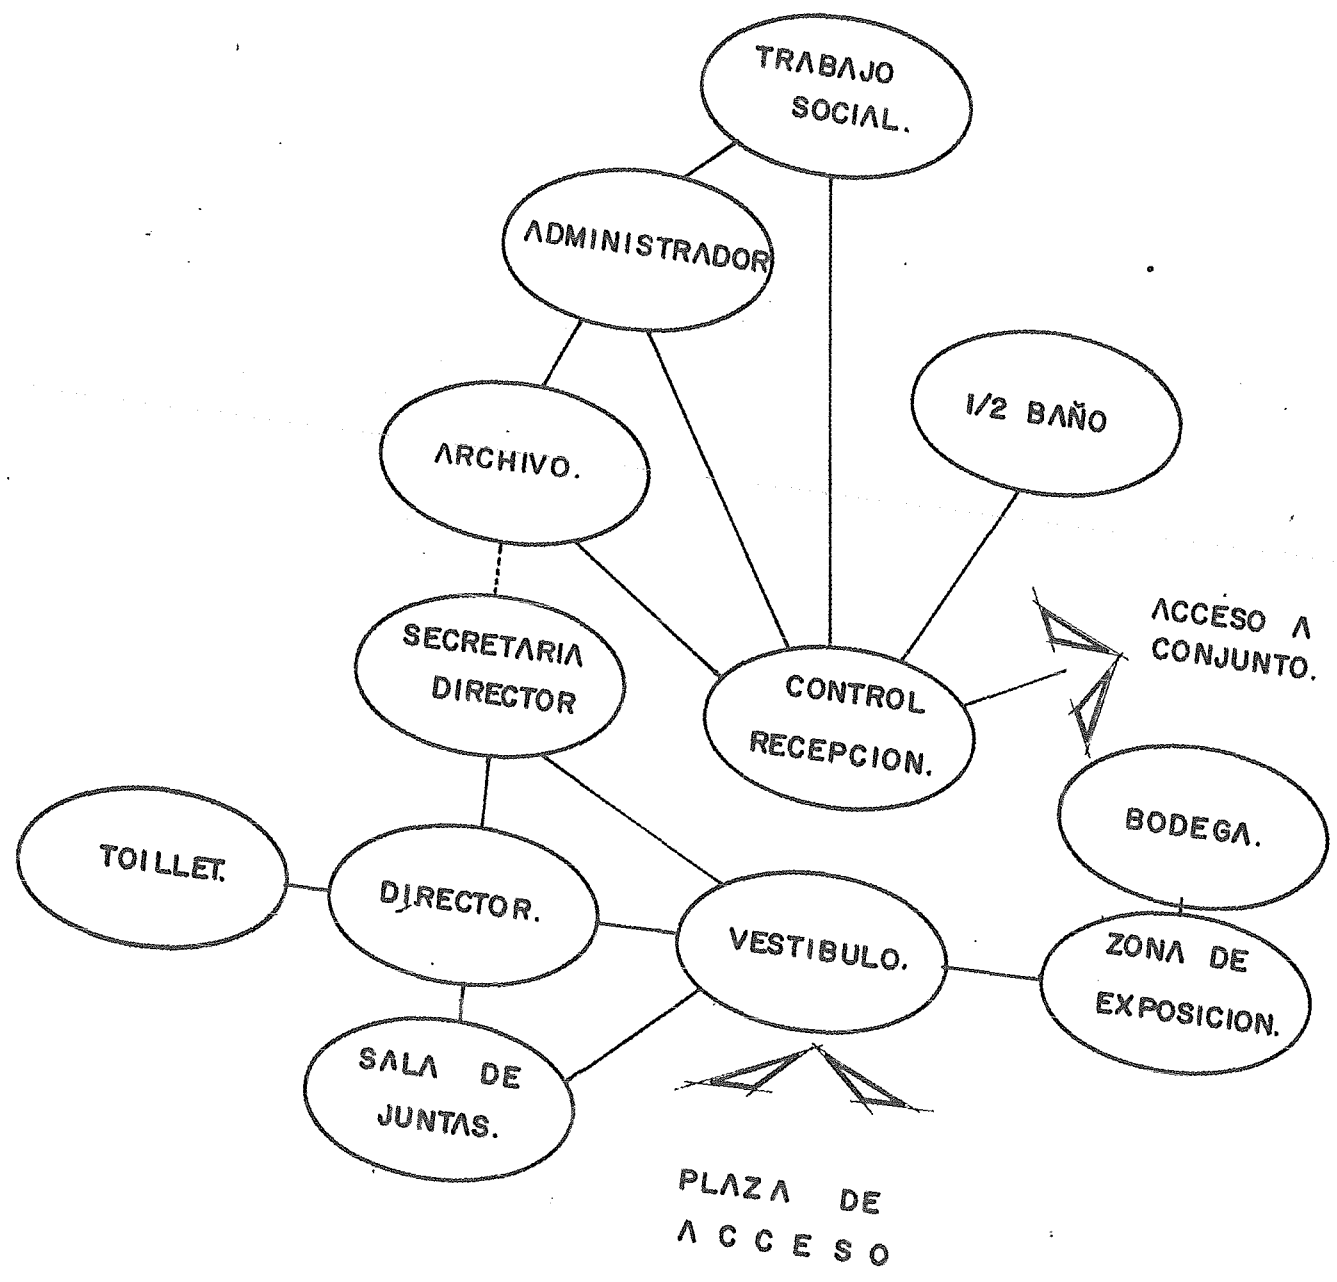 TRABAJO
SOCIAL.
ADMINISTRADOR
1/2 BAÑO
ARCHIVO.
ACCESO A
CONJUNTO.
SECRETARIA
DIRECTOR
CONTROL
RECEPCION.
BODEGA.
TOILLET.
DIRECTOR.
VESTIBULO.
ZONA DE
EXPOSICION.
SALA DE
JUNTAS.
PLAZA DE
ACCESO